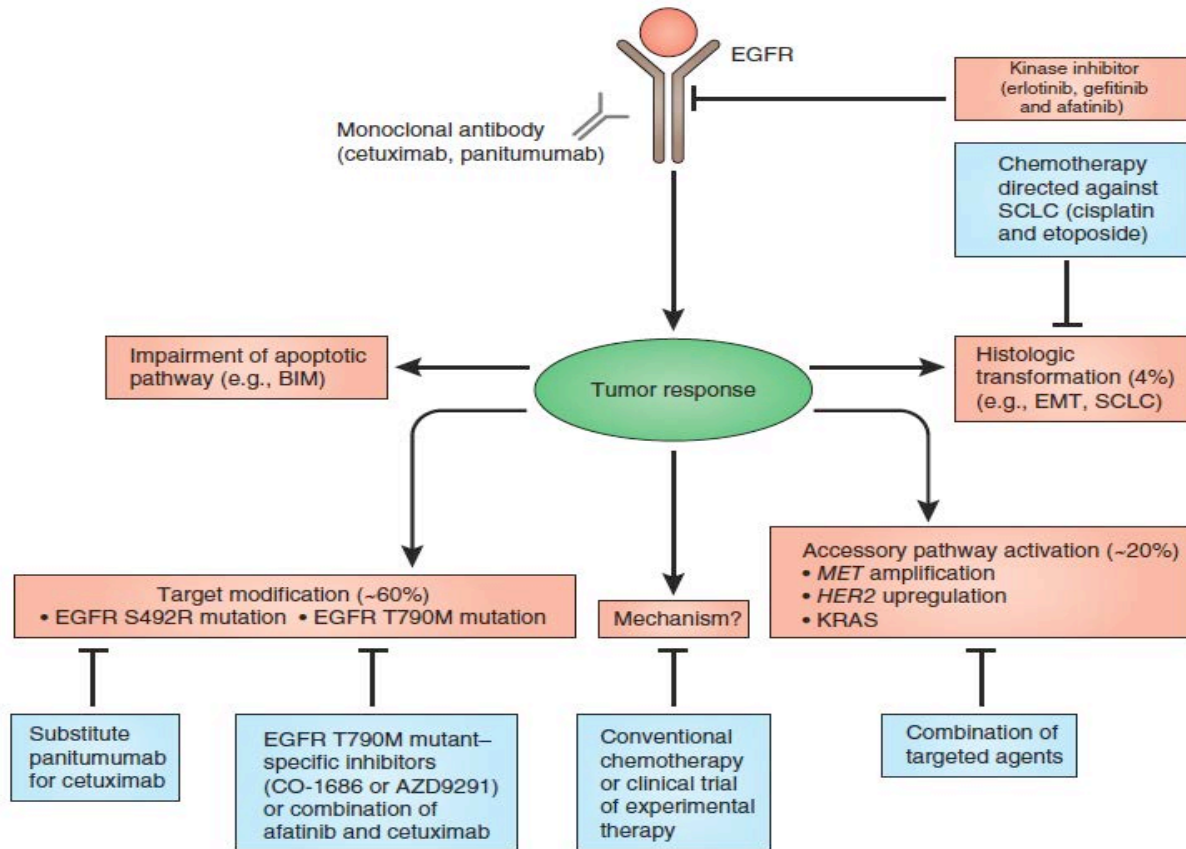 EGFR
Kinase inhibitor
(erlotinib, gefitinib
and afatinib)
Monoclonal antibody
(cetuximab, panitumumab)
Chemotherapy
directed against
SCLC (cisplatin
and etoposide)
Impairment of apoptotic
pathway (e.g., BIM)
Tumor response
Histologic
transformation (4%)
(e.g., EMT, SCLC)
Target modification (~60%)
• EGFR S492R mutation • EGFR T790M mutation
Mechanism?
Accessory pathway activation (~20%)
• MET amplification
• HER2 upregulation
• KRAS
Substitute
panitumumab
for cetuximab
EGFR T790M mutant–
specific inhibitors
(CO-1686 or AZD9291)
or combination of
afatinib and cetuximab
Conventional
chemotherapy
or clinical trial
of experimental
therapy
Combination of
targeted agents